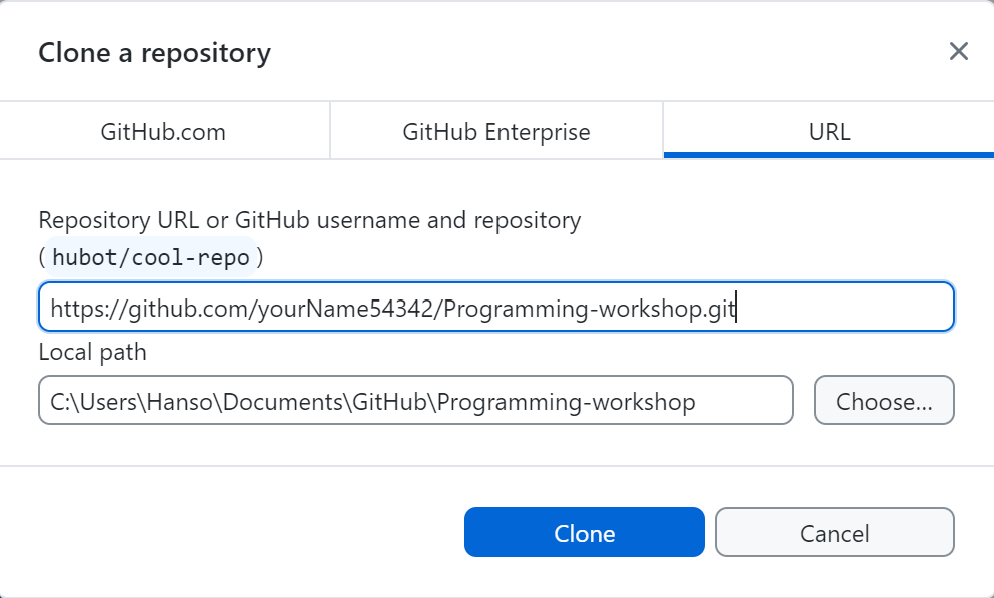 Clone a repository
GitHub.com
GitHub Enterprise
URL
Repository URL or GitHub username and repository
(hubot/cool-repo)
https://github.com/yourName54342/Programming-workshop.git
Local path
C:\Users\Hanso\Documents\GitHub\Programming-workshop
Choose...
Clone
Cancel